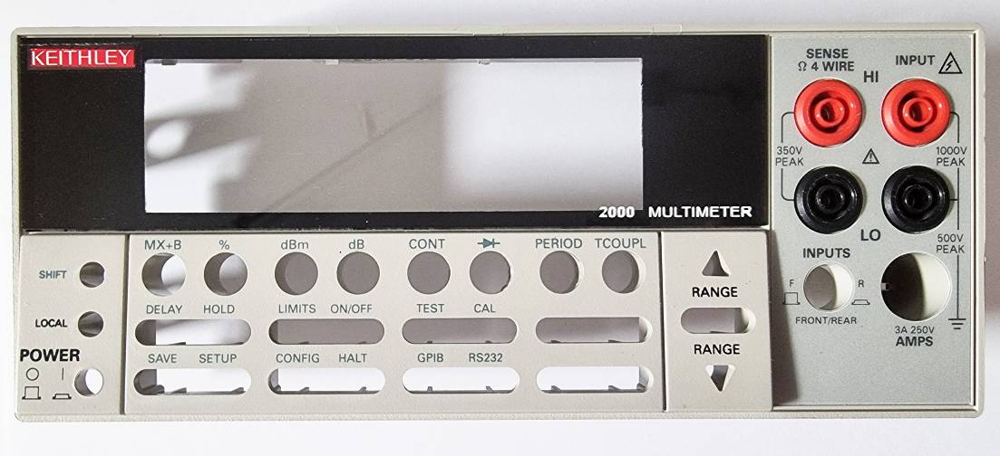 KEITHLEY
2000 MULTIMETER
SENSE
Ω 4 WIRE
INPUT
HI
350V
PEAK
1000V
PEAK
LO
500V
PEAK
INPUTS
F
R
FRONT/REAR
3A 250V
AMPS
MX+B % dBm dB CONT PERIOD TCOUPL
SHIFT
DELAY HOLD LIMITS ON/OFF TEST CAL
LOCAL
SAVE SETUP CONFIG HALT GPIB RS232
POWER
O |
RANGE
RANGE